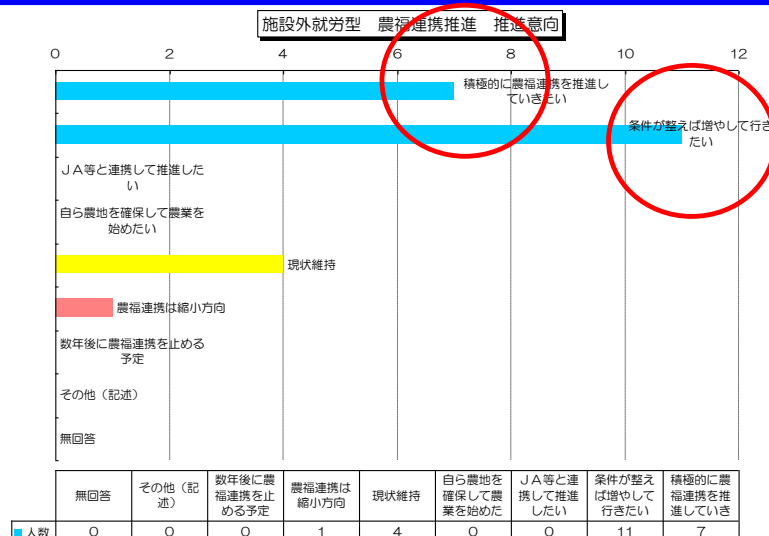 施設外就労型　農福連携推進　推進意向
0 2 4 6 8 10 12
積極的に農福連携を推進し
ていきたい
条件が整えば増やして行き
たい
ＪＡ等と連携して推進した
い
自ら農地を確保して農業を
始めたい
現状維持
農福連携は縮小方向
数年後に農福連携を止める
予定
その他（記述）
無回答
無回答
その他（記
述）
数年後に農
福連携を止
める予定
農福連携は
縮小方向
現状維持
自ら農地を
確保して農
業を始めた
ＪＡ等と連
携して推進
したい
条件が整え
ば増やして
行きたい
積極的に農
福連携を推
進していき
人数 0 0 0 1 4 0 0 11 7